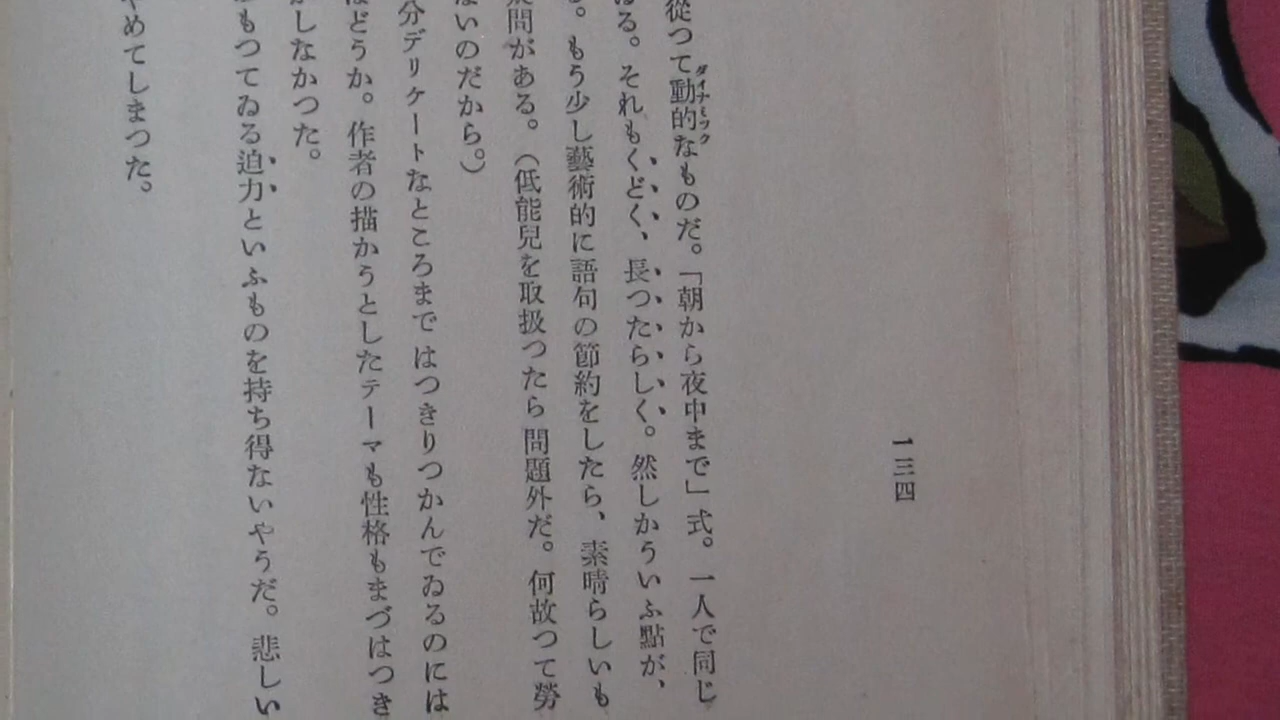 一三四
從つて動的なものだ。「朝から夜中まで」式。一人で同じ
ダイナミック
る。それもくどく、長つたらしく。然しかういふ點が、
もう少し藝術的に語句の節約をしたら、素晴らしいも
問がある。(低能兒を取扱つたら問題外だ。何故つて勞
ないのだから。)
分デリケートなところまではつきりつかんでゐるのには
どうか。作者の描かうとしたテーマも性格もまづはつき
しなかつた。
もつてゐる迫力といふものを持ち得ないやうだ。悲しい
やめてしまつた。